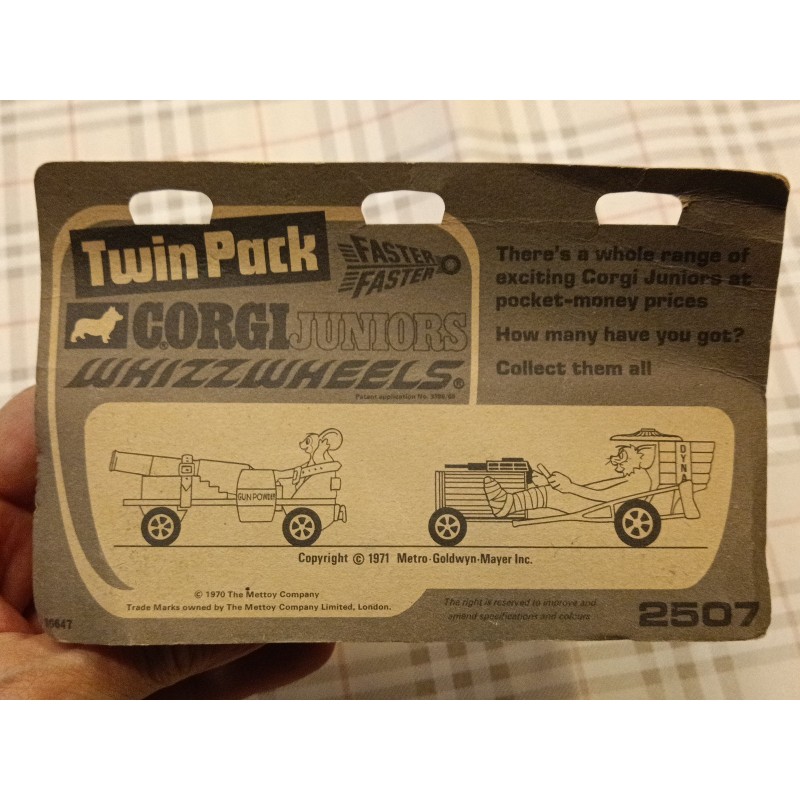 Twin Pack
FASTER
FASTER
CORGI JUNIORS
WHIZZWHEELS®
Patent application No.
There's a whole range of
exciting Corgi Juniors at
pocket-money prices
How many have you got?
Collect them all
GUN POWDER
DYNA
Copyright © 1971 Metro-Goldwyn-Mayer Inc.
© 1970 The Mettoy Company
Trade Marks owned by The Mettoy Company Limited, London.
The right is reserved to improve and
amend specifications and colours
2507